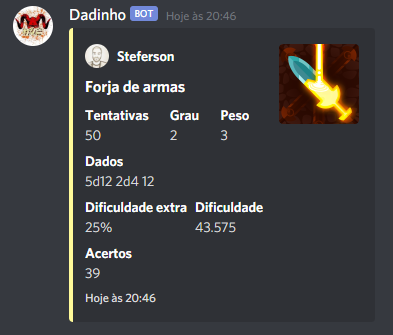 Dadinho BOT Hoje às 20:46
Steferson
Forja de armas
Tentativas Grau Peso
50 2 3
Dados
5d12 2d4 12
Dificuldade extra Dificuldade
25% 43.575
Acertos
39
Hoje às 20:46